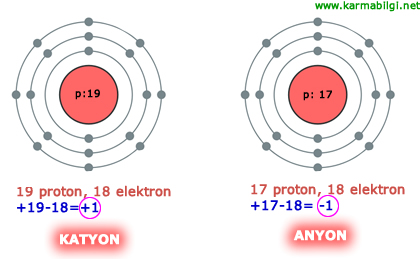 www.karmabilgi.net
p:19
p: 17
19 proton, 18 elektron
+19-18= +1
KATYON
17 proton, 18 elektron
+17-18= -1
ANYON